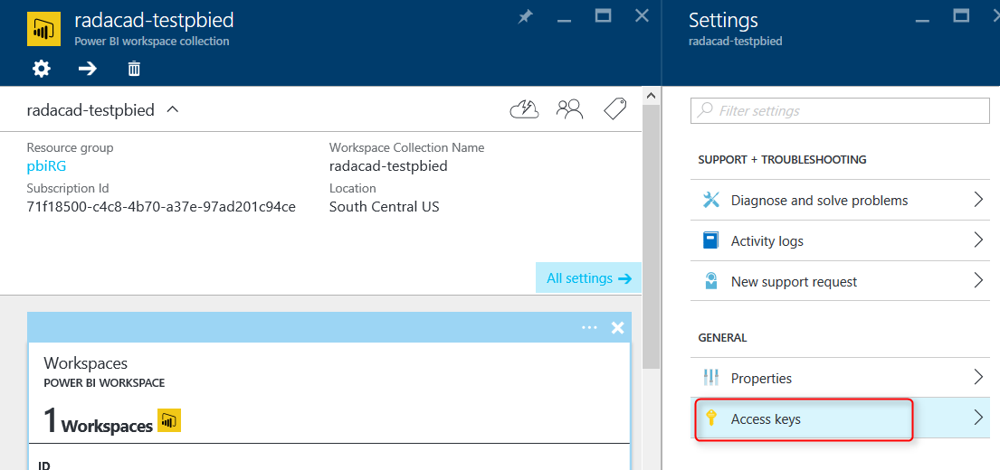 radacad-testpbied
Power BI workspace collection
radacad-testpbied
Resource group
pbiRG
Subscription Id
71f18500-c4c8-4b70-a37e-97ad201c94ce
Workspace Collection Name
radacad-testpbied
Location
South Central US
All settings
Workspaces
POWER BI WORKSPACE
1 Workspaces
ID
Settings
radacad-testpbied
Filter settings
SUPPORT + TROUBLESHOOTING
Diagnose and solve problems
Activity logs
New support request
GENERAL
Properties
Access keys